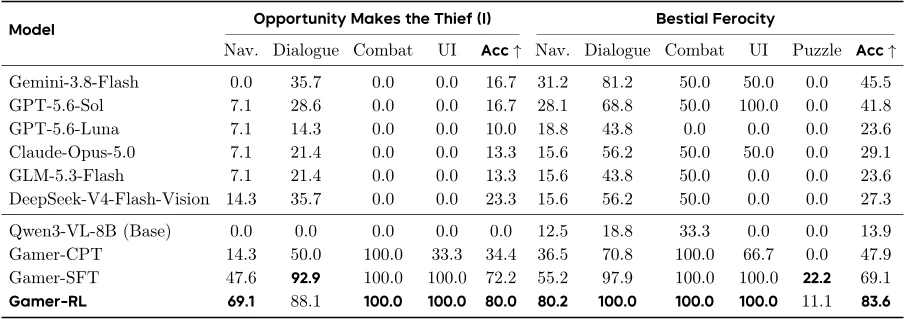 Model Opportunity Makes the Thief (I) Bestial Ferocity
Nav. Dialogue Combat UI Acc ↑ Nav. Dialogue Combat UI Puzzle Acc ↑
Gemini-3.8-Flash 0.0 35.7 0.0 0.0 16.7 31.2 81.2 50.0 50.0 0.0 45.5
GPT-5.6-Sol 7.1 28.6 0.0 0.0 16.7 28.1 68.8 50.0 100.0 0.0 41.8
GPT-5.6-Luna 7.1 14.3 0.0 0.0 10.0 18.8 43.8 0.0 0.0 0.0 23.6
Claude-Opus-5.0 7.1 21.4 0.0 0.0 13.3 15.6 56.2 50.0 50.0 0.0 29.1
GLM-5.3-Flash 7.1 21.4 0.0 0.0 13.3 15.6 43.8 50.0 0.0 0.0 23.6
DeepSeek-V4-Flash-Vision 14.3 35.7 0.0 0.0 23.3 15.6 56.2 50.0 0.0 0.0 27.3
Qwen3-VL-8B (Base) 0.0 0.0 0.0 0.0 0.0 12.5 18.8 33.3 0.0 0.0 13.9
Gamer-CPT 14.3 50.0 100.0 33.3 34.4 36.5 70.8 100.0 66.7 0.0 47.9
Gamer-SFT 47.6 92.9 100.0 100.0 72.2 55.2 97.9 100.0 100.0 22.2 69.1
Gamer-RL 69.1 88.1 100.0 100.0 80.0 80.2 100.0 100.0 100.0 11.1 83.6